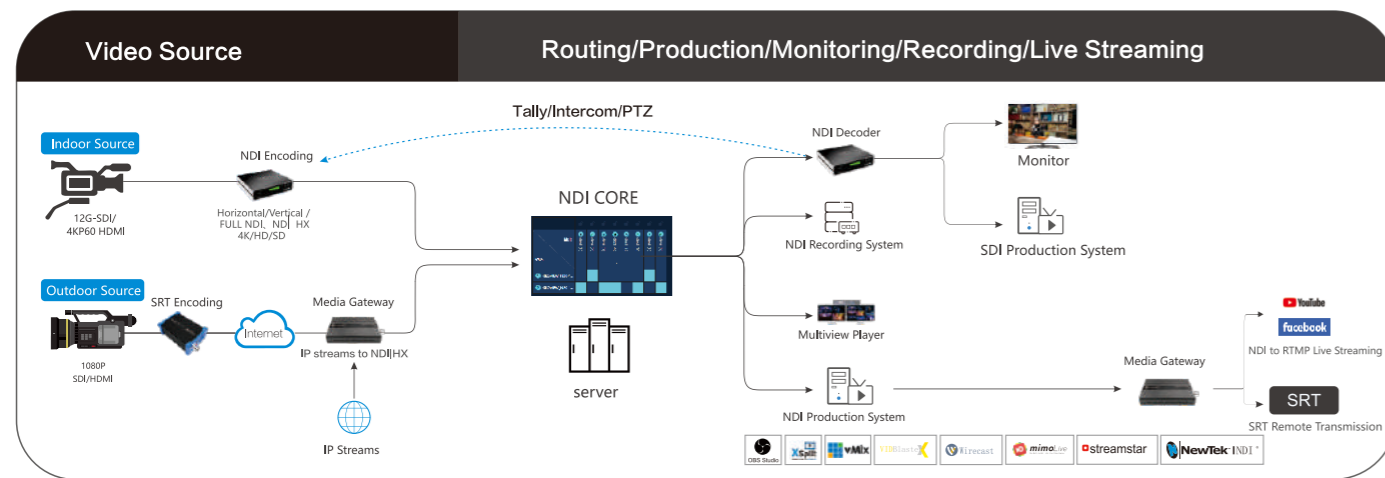 Video Source
Routing/Production/Monitoring/Recording/Live Streaming
Tally/Intercom/PTZ
Indoor Source
NDI Encoding
12G-SDI/
4KP60 HDMI
Horizontal/Vertical /
FULL NDI、NDI HX
4K/HD/SD
Outdoor Source
SRT Encoding
Internet
Media Gateway
IP streams to NDI|HX
1080P
SDI/HDMI
IP Streams
NDI CORE
server
NDI Decoder
Monitor
SDI Production System
NDI Recording System
Multiview Player
NDI Production System
Media Gateway
YouTube
facebook
NDI to RTMP Live Streaming
SRT
SRT Remote Transmission
OBS Studio
XSplit
vMix
VidBlasterX
Wirecast
mimoLive
streamstar
NewTek NDI